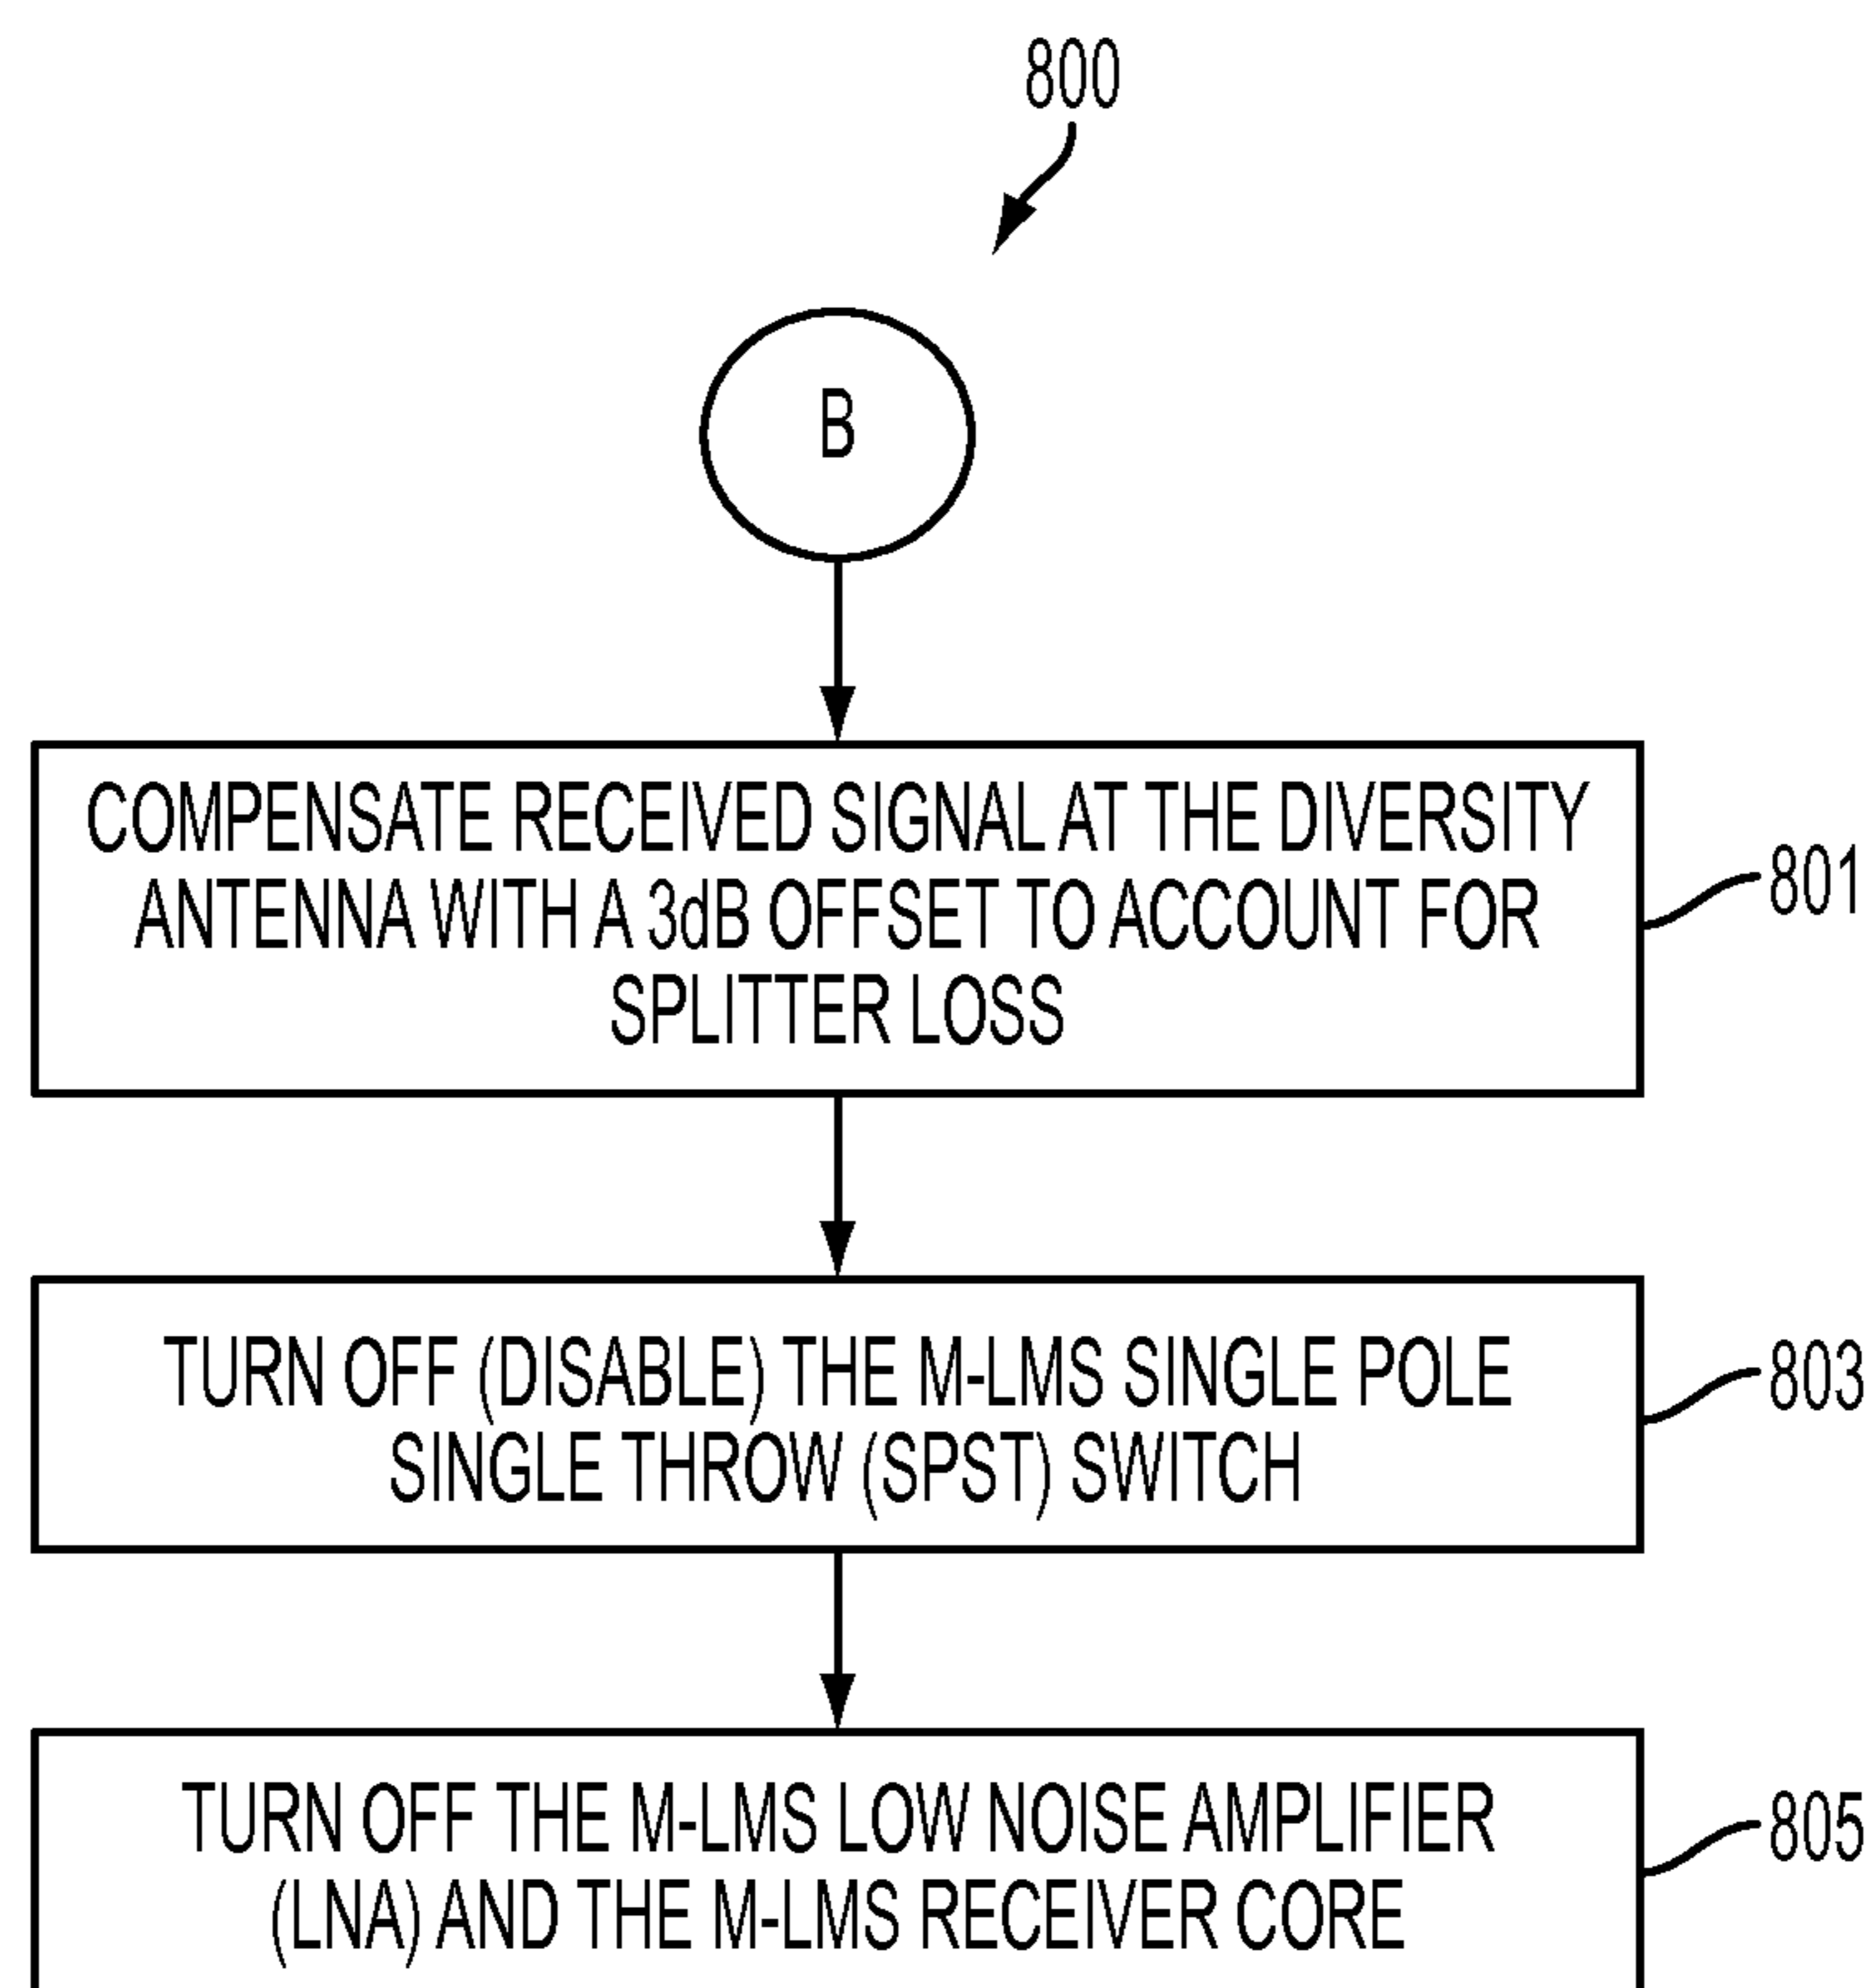 800
B
COMPENSATE RECEIVED SIGNAL AT THE DIVERSITY
ANTENNA WITH A 3dB OFFSET TO ACCOUNT FOR
SPLITTER LOSS
801
TURN OFF (DISABLE) THE M-LMS SINGLE POLE
SINGLE THROW (SPST) SWITCH
803
TURN OFF THE M-LMS LOW NOISE AMPLIFIER
(LNA) AND THE M-LMS RECEIVER CORE
805